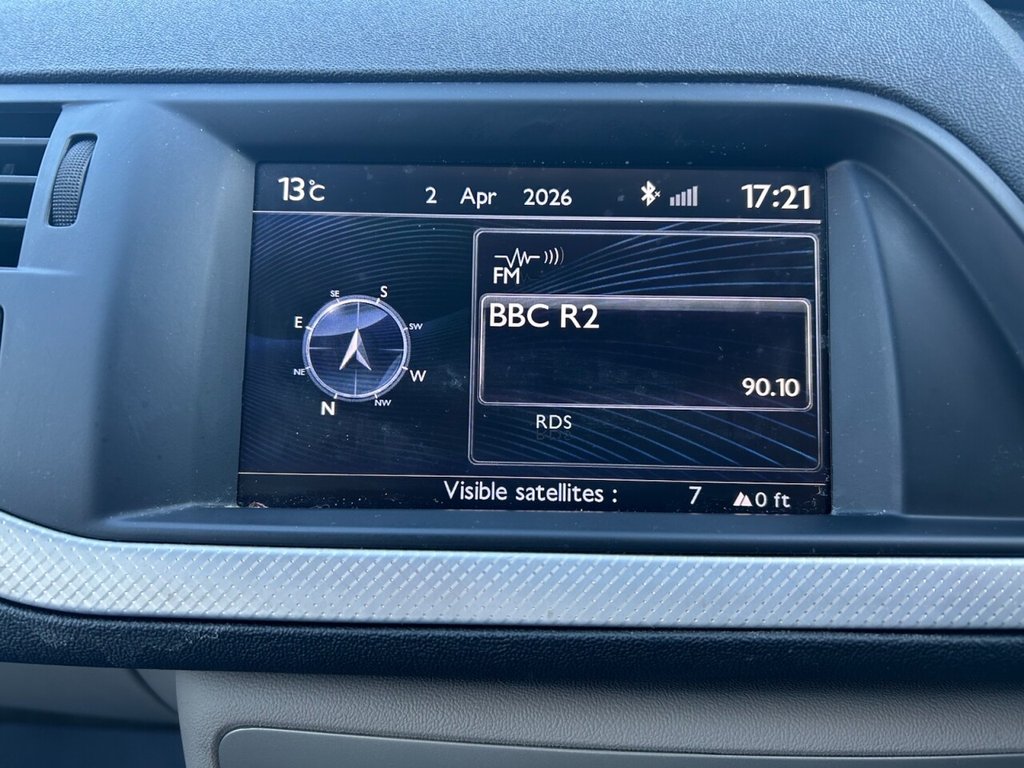 13°C 2 Apr 2026 17:21
FM
BBC R2
90.10
RDS
SE S
E SW
NE W
N NW
Visible satellites : 7 0 ft